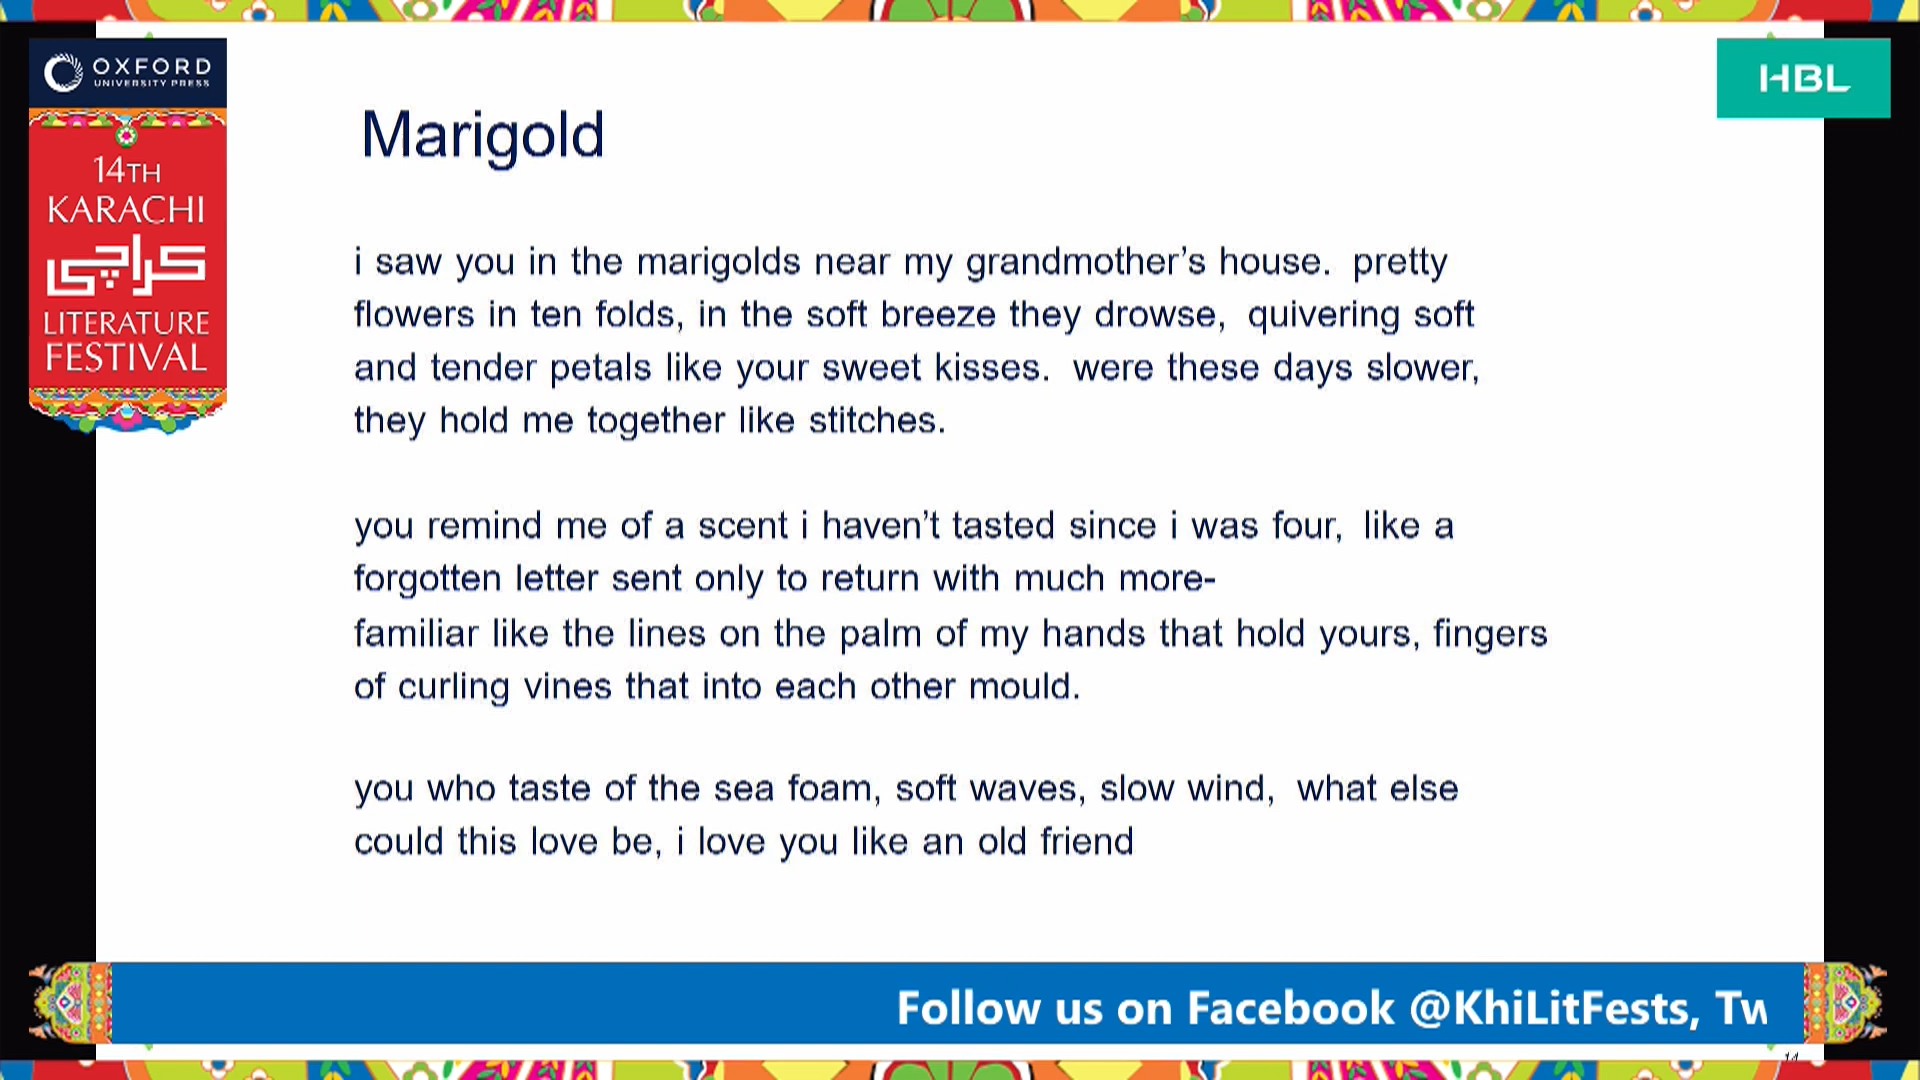 OXFORD
UNIVERSITY PRESS
14TH
KARACHI
کراچی
LITERATURE
FESTIVAL
HBL
Marigold
i saw you in the marigolds near my grandmother’s house. pretty
flowers in ten folds, in the soft breeze they drowse, quivering soft
and tender petals like your sweet kisses. were these days slower,
they hold me together like stitches.
you remind me of a scent i haven’t tasted since i was four, like a
forgotten letter sent only to return with much more-
familiar like the lines on the palm of my hands that hold yours, fingers
of curling vines that into each other mould.
you who taste of the sea foam, soft waves, slow wind, what else
could this love be, i love you like an old friend
Follow us on Facebook @KhiLitFests, Tw